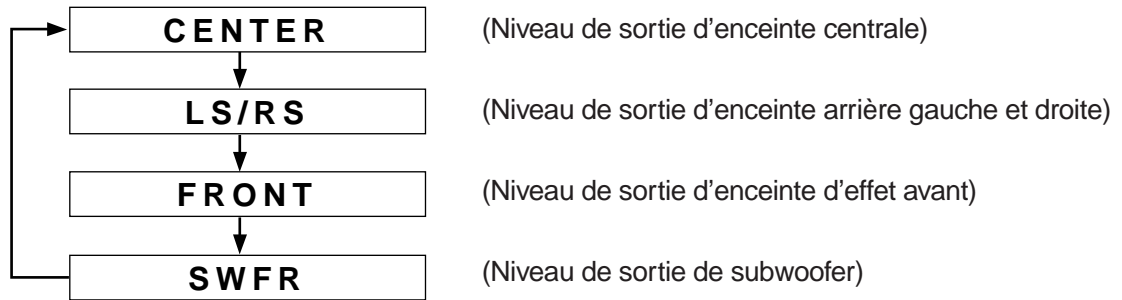 CENTER (Niveau de sortie d’enceinte centrale)
LS/RS (Niveau de sortie d’enceinte arrière gauche et droite)
FRONT (Niveau de sortie d’enceinte d’effet avant)
SWFR (Niveau de sortie de subwoofer)